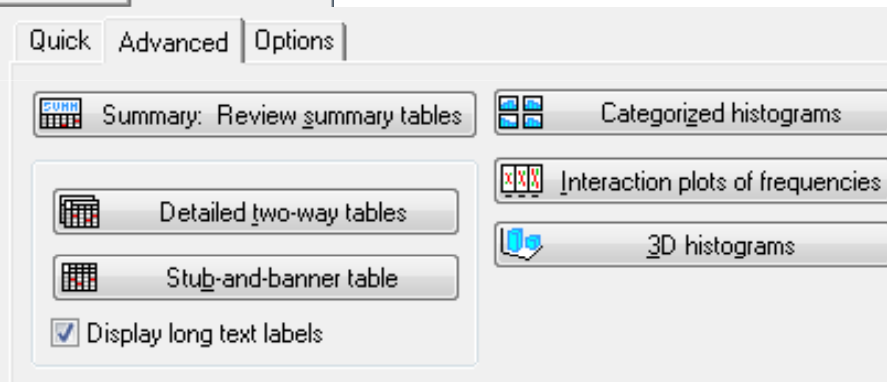 Quick Advanced Options
Summary: Review summary tables
Detailed two-way tables
Stub-and-banner table
Display long text labels
Categorized histograms
Interaction plots of frequencies
3D histograms